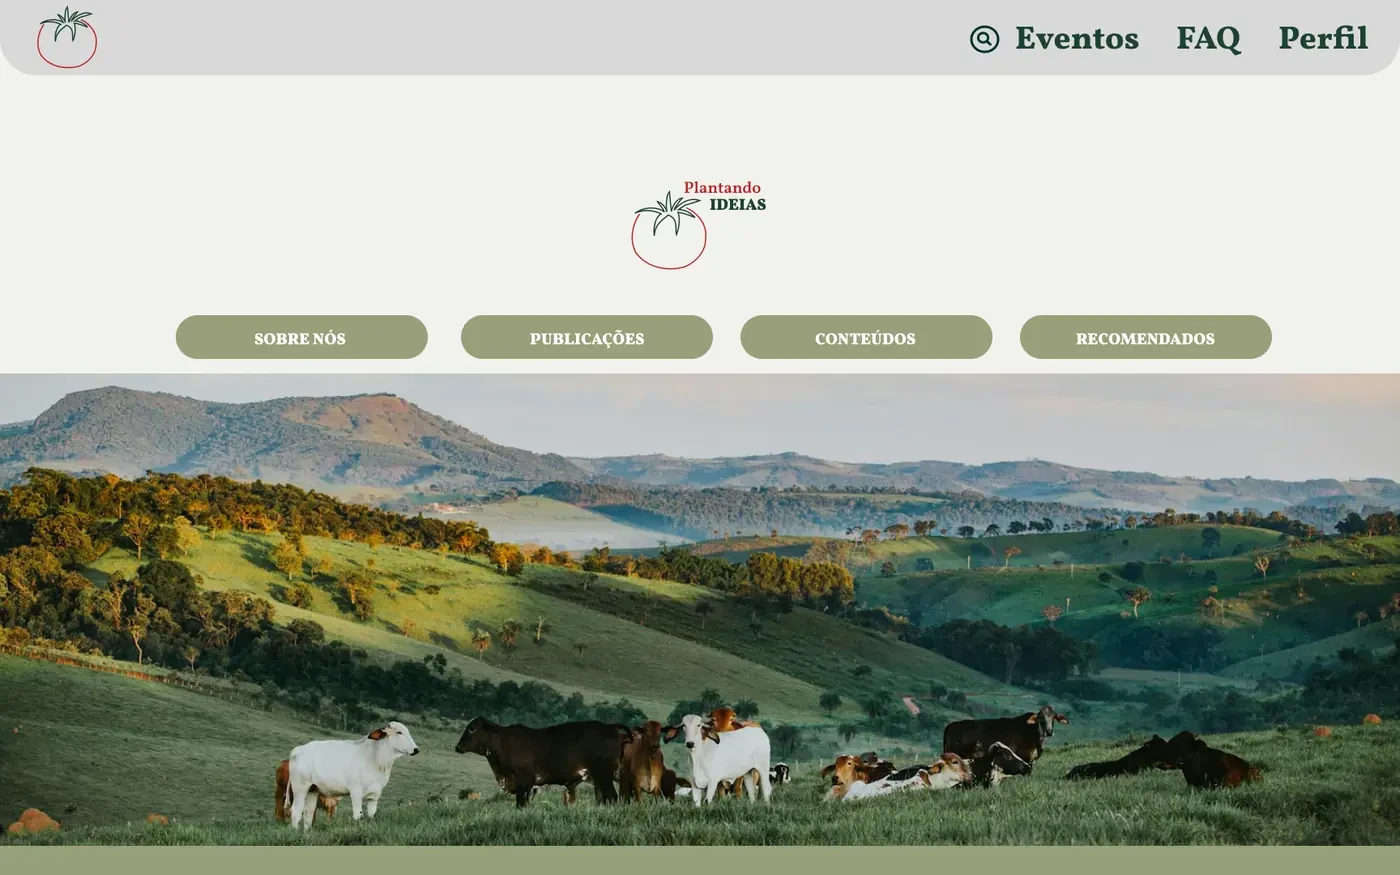 Eventos FAQ Perfil
Plantando
IDEIAS
SOBRE NÓS PUBLICAÇÕES CONTEÚDOS RECOMENDADOS